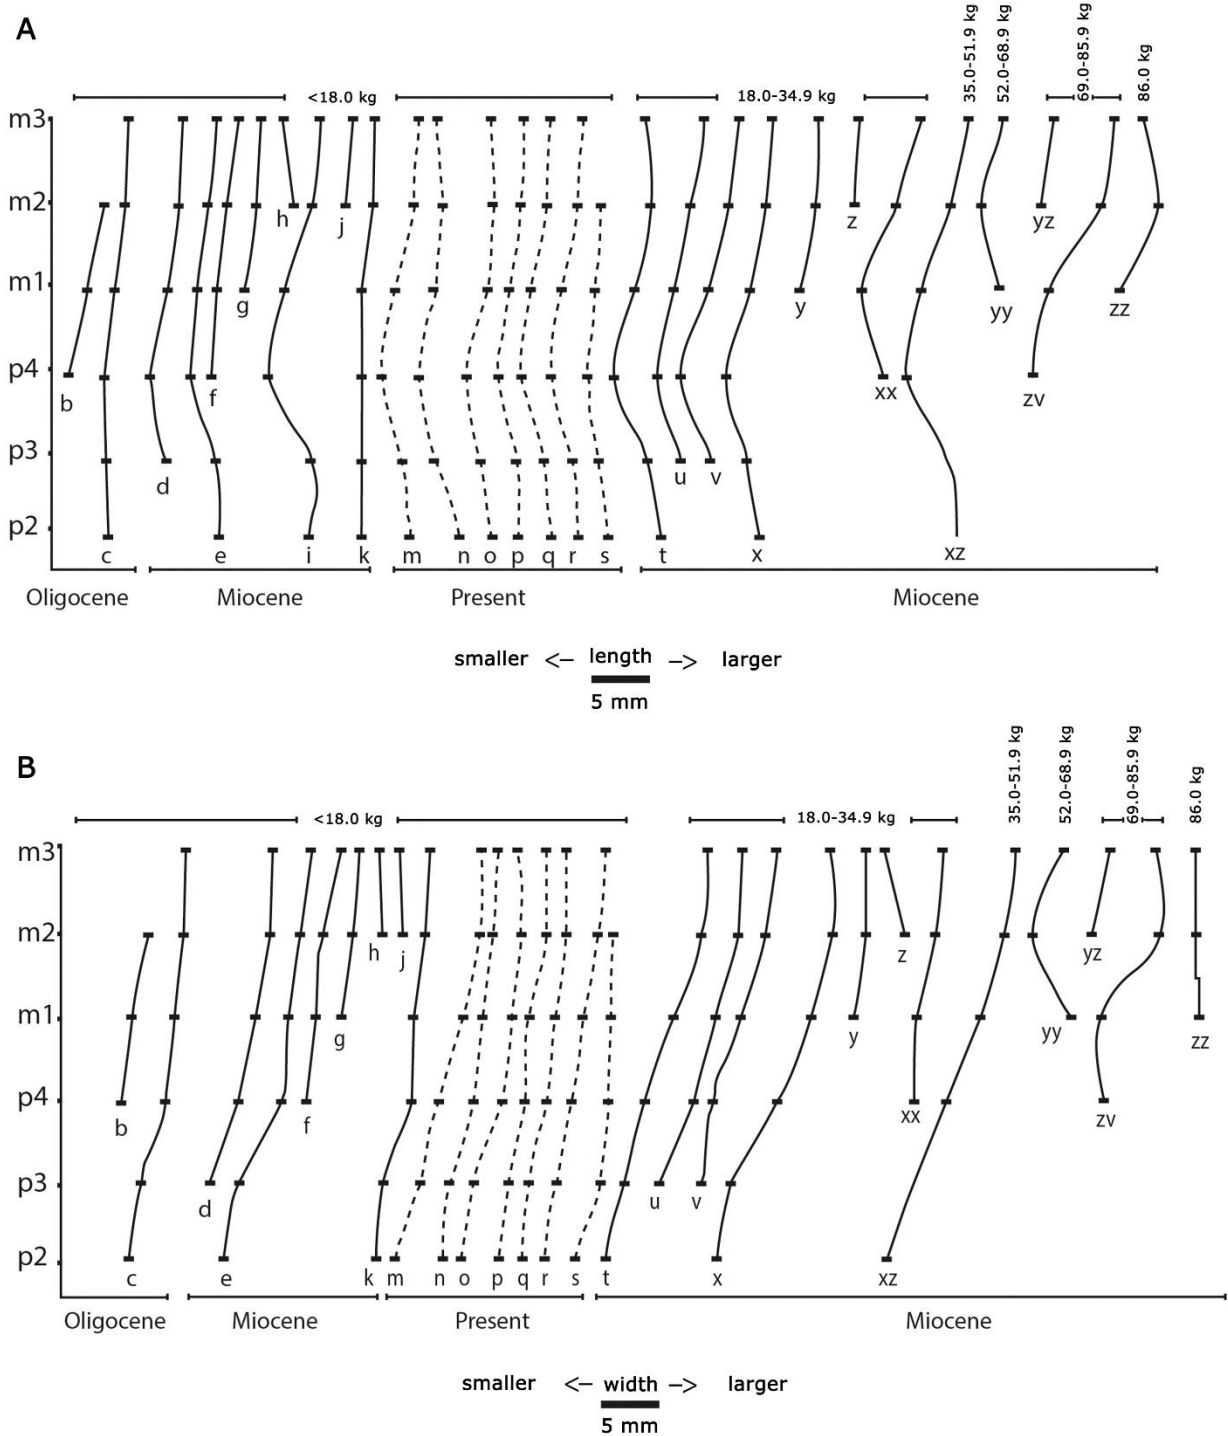 A
35.0-51.9 kg
52.0-68.9 kg
69.0-85.9 kg
86.0 kg
<18.0 kg
18.0-34.9 kg
m3
m2
h j z yz
m1
g y yy zz
p4
b f xx zv
p3
d u v
p2
c e i k m n o p q r s t x xz
Oligocene Miocene Present Miocene
smaller <– length –> larger
5 mm
B
35.0-51.9 kg
52.0-68.9 kg
69.0-85.9 kg
86.0 kg
<18.0 kg
18.0-34.9 kg
m3
m2
h j z yz
m1
g y yy zz
p4
b f xx zv
p3
d u v
p2
c e k m n o p q r s t x xz
Oligocene Miocene Present Miocene
smaller <– width –> larger
5 mm